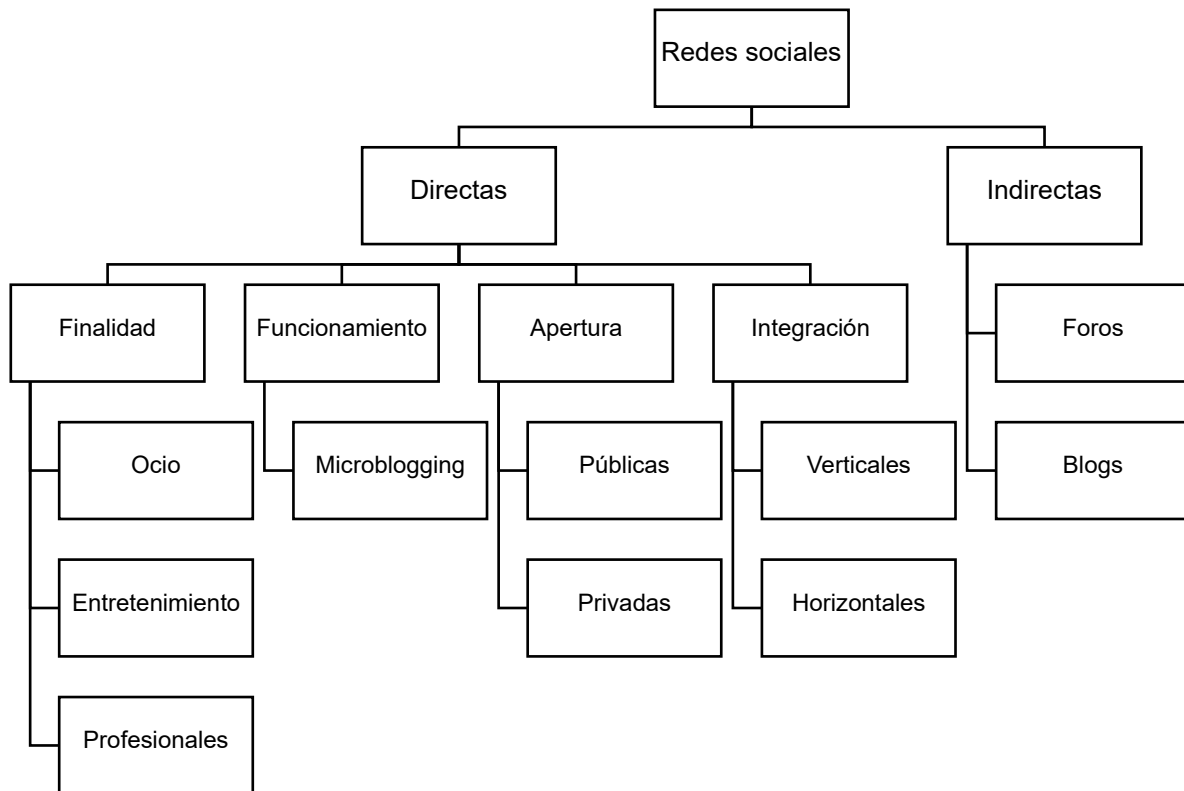 Redes sociales
Directas
Indirectas
Finalidad
Funcionamiento
Apertura
Integración
Foros
Ocio
Microblogging
Públicas
Verticales
Blogs
Entretenimiento
Privadas
Horizontales
Profesionales